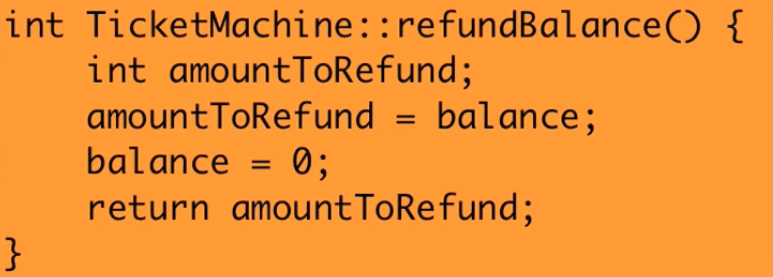 int TicketMachine::refundBalance() {
    int amountToRefund;
    amountToRefund = balance;
    balance = 0;
    return amountToRefund;
}